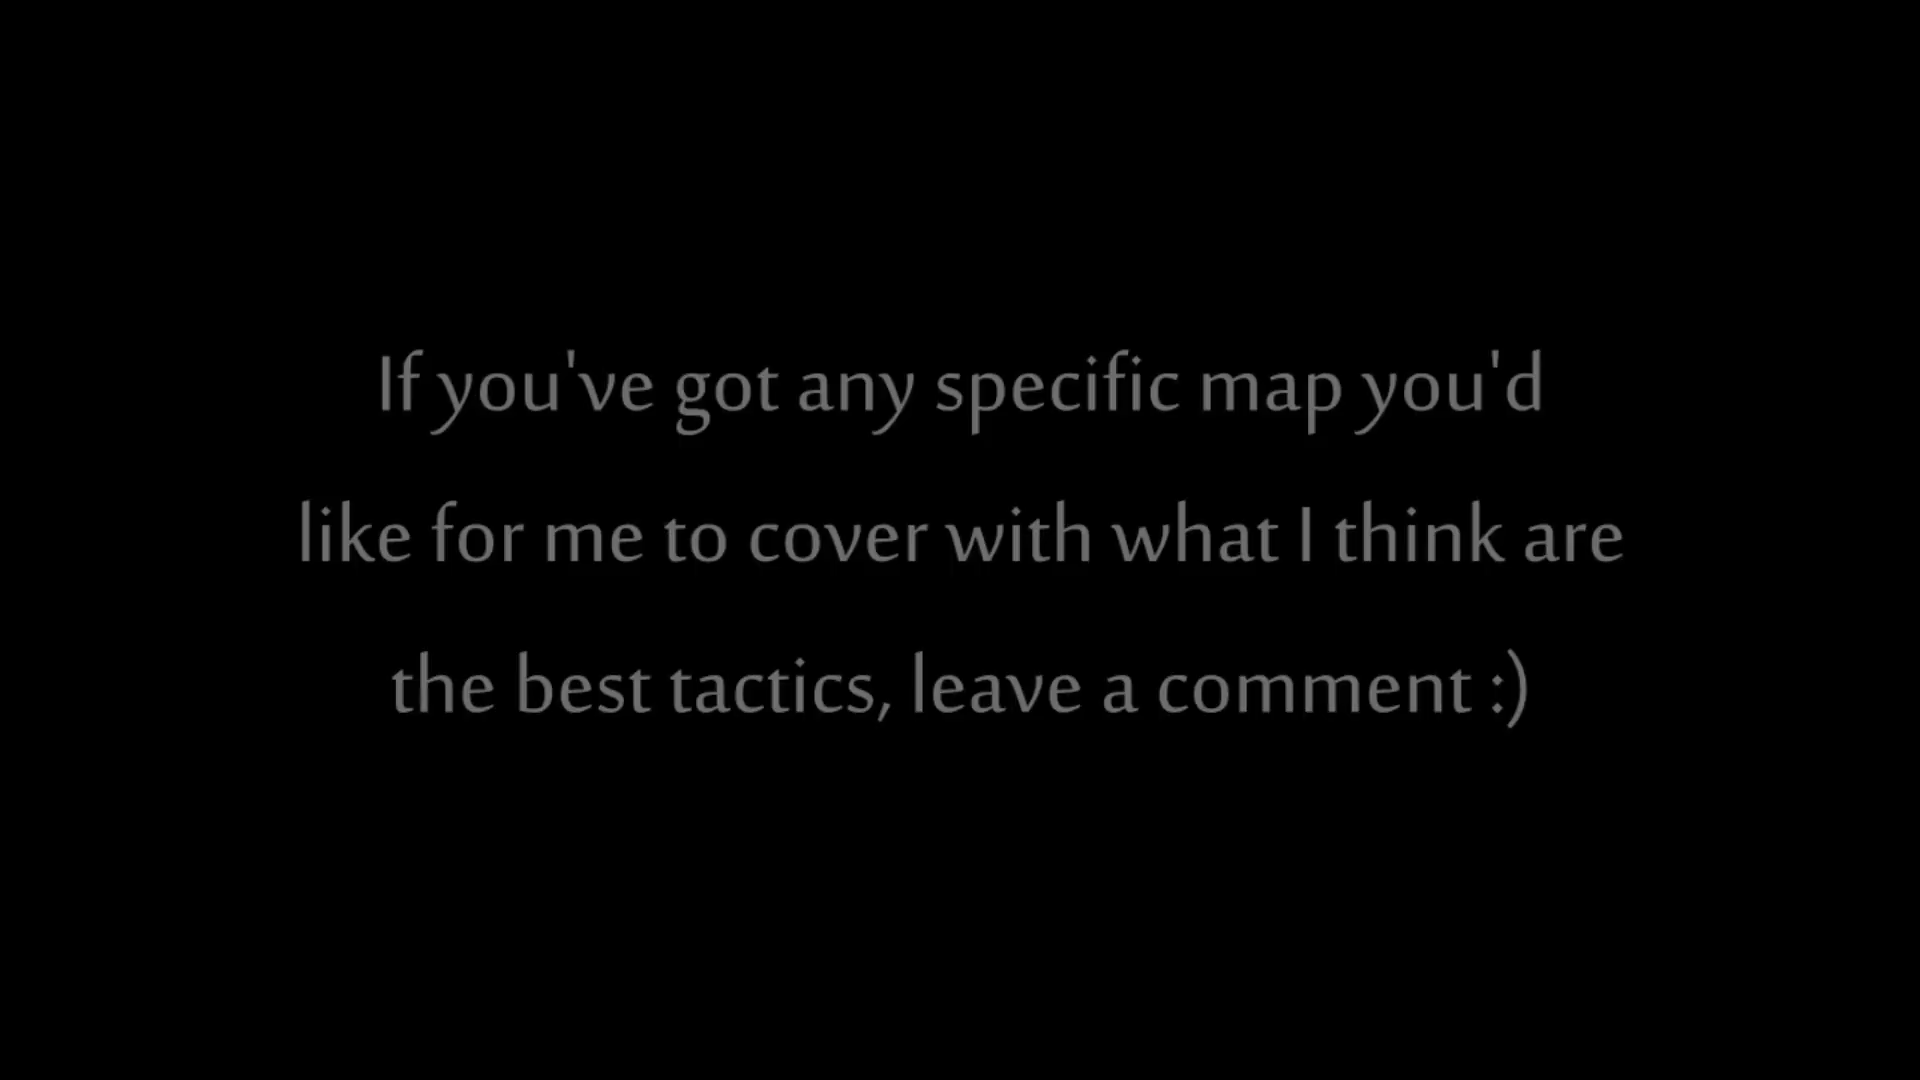 If you've got any specific map you'd
like for me to cover with what I think are
the best tactics, leave a comment :)